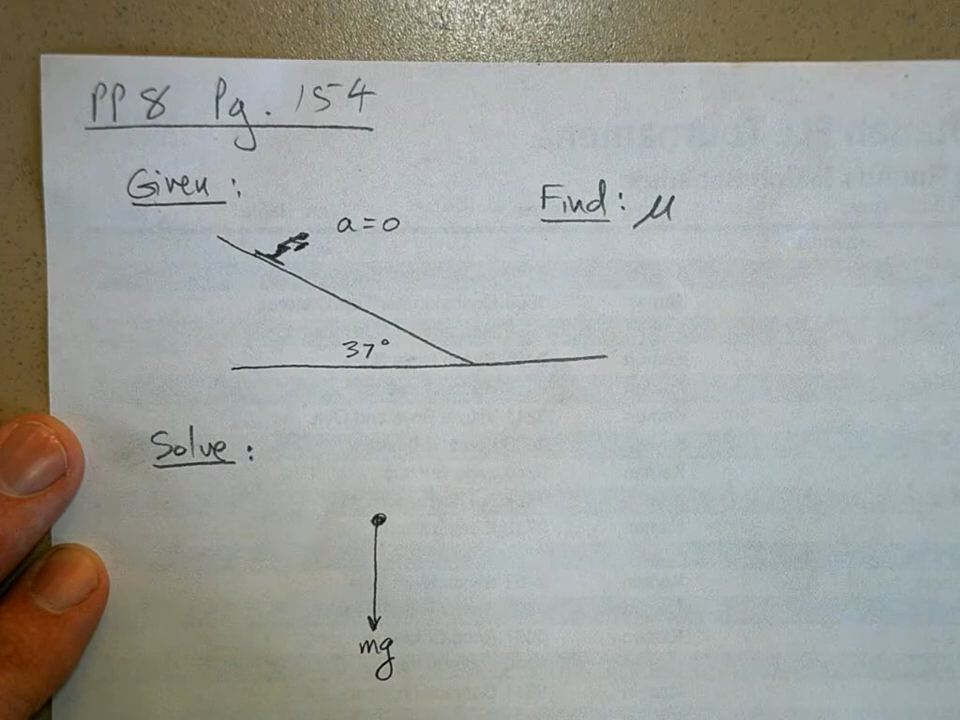 PP 8 Pg. 154
Given:
Find: μ
a = 0
37°
Solve:
mg